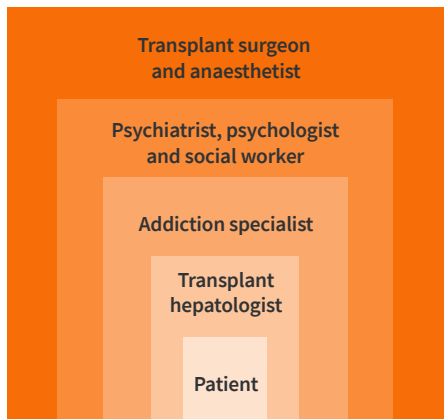 Transplant surgeon
and anaesthetist
Psychiatrist, psychologist
and social worker
Addiction specialist
Transplant
hepatologist
Patient